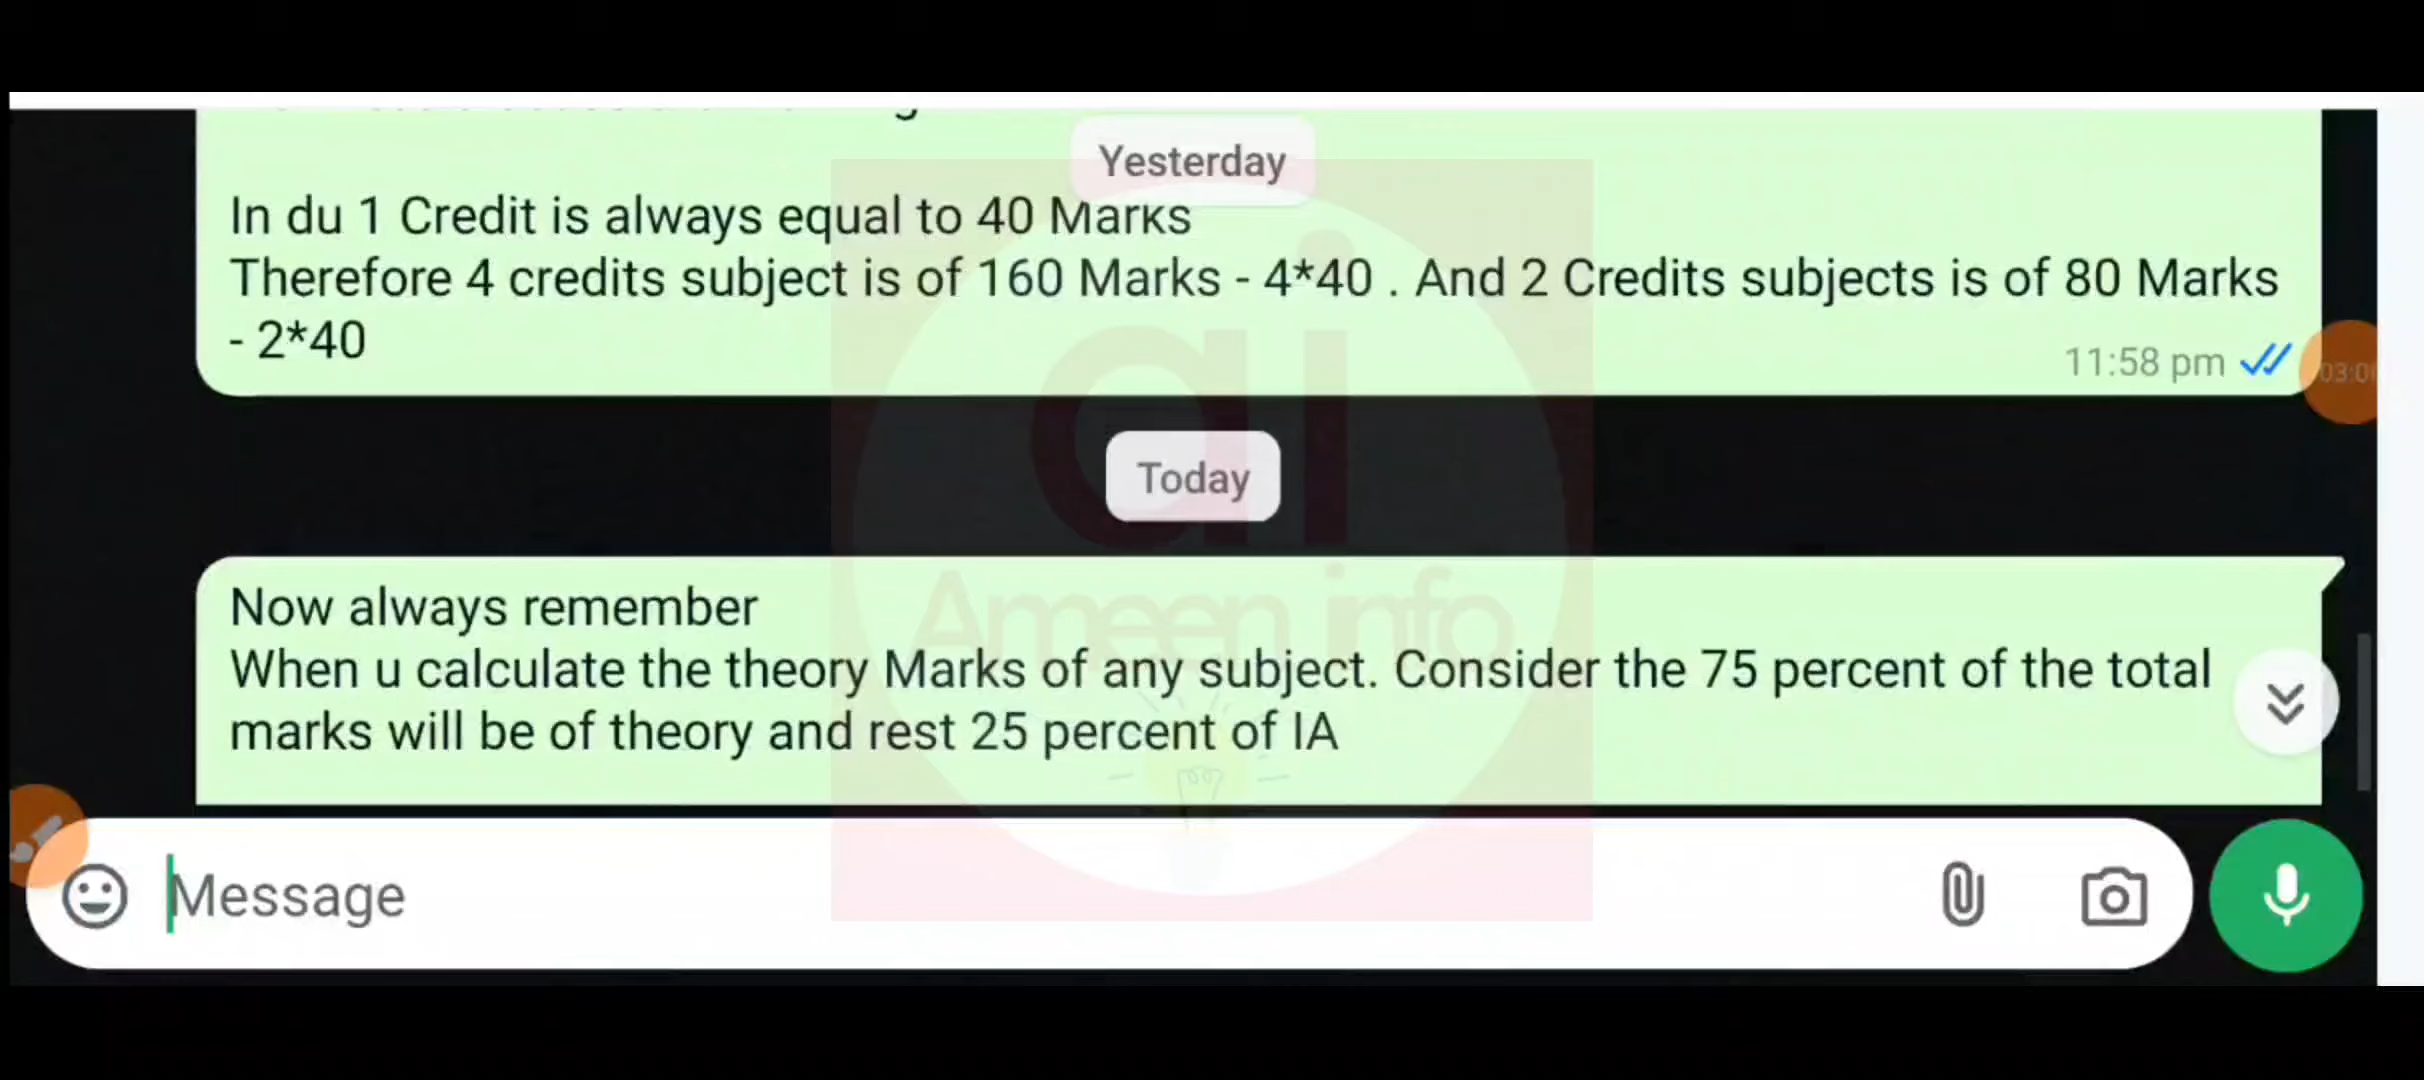 Yesterday
In du 1 Credit is always equal to 40 Marks
Therefore 4 credits subject is of 160 Marks - 4*40 . And 2 Credits subjects is of 80 Marks
- 2*40
11:58 pm
Today
Now always remember
When u calculate the theory Marks of any subject. Consider the 75 percent of the total
marks will be of theory and rest 25 percent of IA
Message
ai
Ameen info